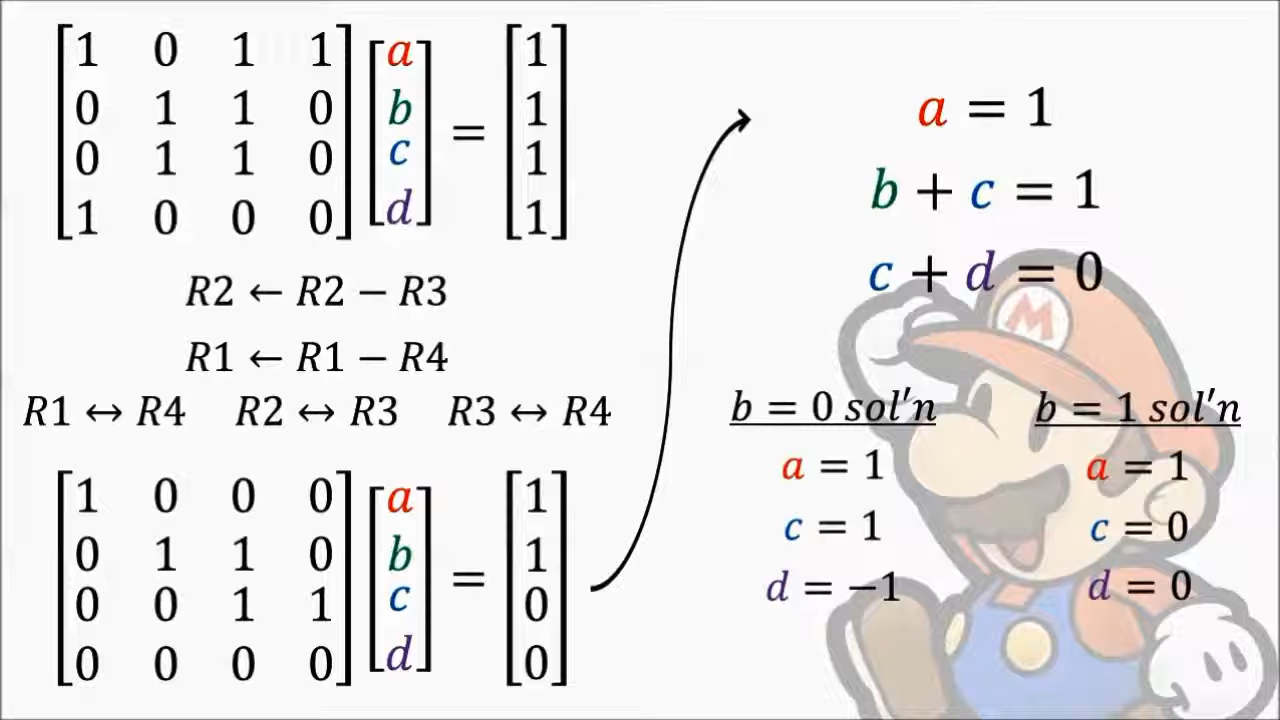 1 0 1 1 a 1
0 1 1 0 b 1
0 1 1 0 c = 1
1 0 0 0 d 1
R2 ← R2 − R3
R1 ← R1 − R4
R1 ↔ R4 R2 ↔ R3 R3 ↔ R4
1 0 0 0 a 1
0 1 1 0 b 1
0 0 1 1 c = 0
0 0 0 0 d 0
a = 1
b + c = 1
c + d = 0
M
b = 0 sol'n
a = 1
c = 1
d = −1
b = 1 sol'n
a = 1
c = 0
d = 0